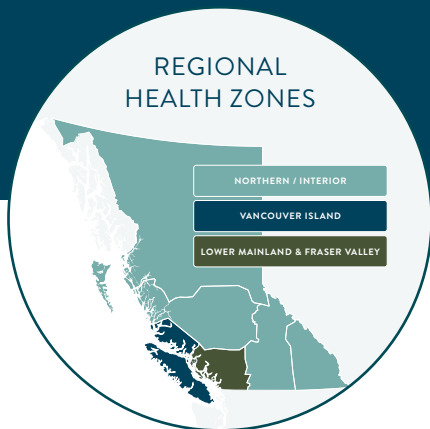 REGIONAL
HEALTH ZONES
NORTHERN / INTERIOR
VANCOUVER ISLAND
LOWER MAINLAND & FRASER VALLEY